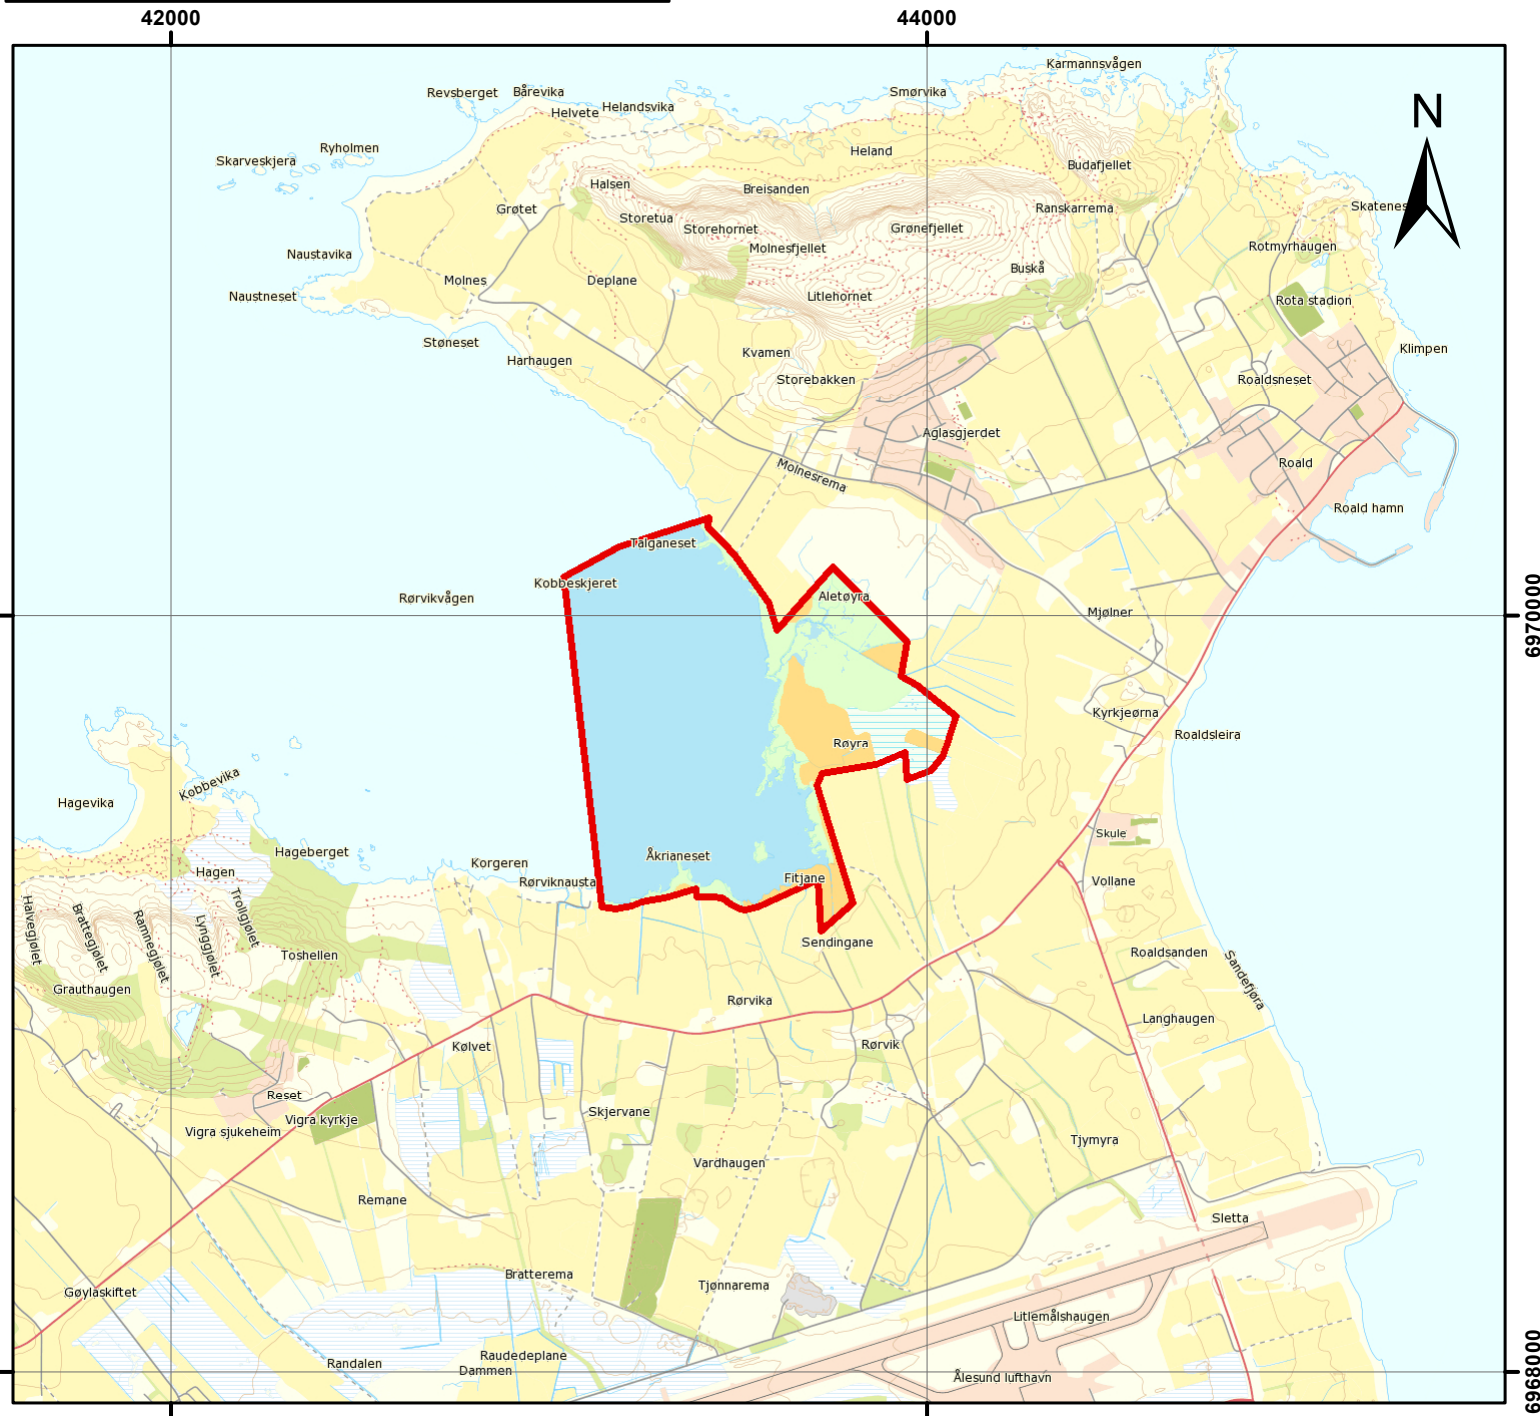 42000
44000
Karmannsvågen
Revsberget
Bårevika
Smørvika
Helvete
Helandsvika
Ryholmen
Heland
Skarveskjera
Budafjellet
Halsen
Breisanden
Grøtet
Storetua
Ranskarrema
Skatenes
Storehornet
Grønefjellet
Molnesfjellet
Rotmyrhaugen
Naustavika
Buskå
Molnes
Deplane
Naustneset
Litlehornet
Rota stadion
Støneset
Harhaugen
Kvamen
Klimpen
Storebakken
Roaldsneset
Aglasgjerdet
Molnesrema
Roald
Roald hamn
Talganeset
Kobbeskjeret
Rørvikvågen
Aletøyra
Mjølner
6970000
Kyrkjeørna
Roaldsleira
Røyra
Kobbevika
Hagevika
Skule
Hageberget
Korgeren
Åkrianeset
Hagen
Rørviknausta
Fitjane
Vollane
Halvegjølet
Brattegjølet
Ramnegjølet
Lynggjølet
Trollgjølet
Sendingane
Toshellen
Roaldsanden
Sandefjøra
Grauthaugen
Rørvika
Langhaugen
Kølvet
Rørvik
Reset
Vigra kyrkje
Skjervane
Vigra sjukeheim
Tjymyra
Vardhaugen
Remane
Sletta
Bratterema
Tjønnarema
Gøylaskiftet
Litlemålshaugen
Raudedeplane
Randalen
Dammen
Ålesund lufthavn
6968000
N